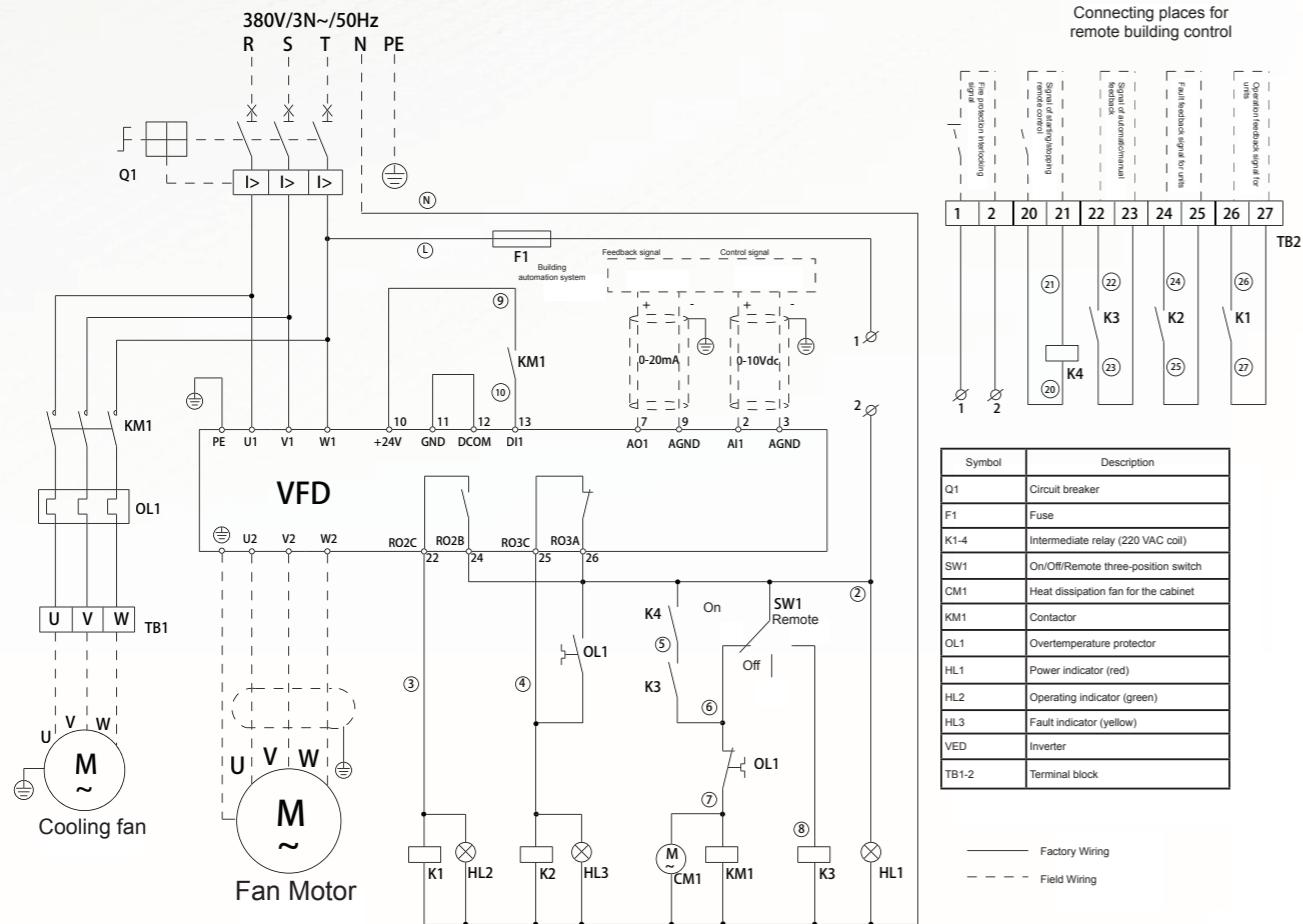 380V/3N~/50Hz
R S T N PE
Q1
I> I> I>
N
L
F1
Building
automation system
Feedback signal
Control signal
+ - + -
0-20mA
0-10Vdc
9
KM1
10
1
2
KM1
OL1
U V W
TB1
U V W
M
~
Cooling fan
10 11 12 13 7 9 2 3
PE U1 V1 W1 +24V GND DCOM DI1 AO1 AGND AI1 AGND
VFD
U2 V2 W2 RO2C RO2B RO3C RO3A
22 24 25 26
U V W
M
~
Fan Motor
2
K4
On
SW1
Remote
5
Off
OL1
K3
3
4
6
OL1
7
8
M
~
K1 HL2 K2 HL3 CM1 KM1 K3 HL1
Connecting places for
remote building control
Fire protection interlocking
signal
Signal of starting/stopping
remote control
Signal of automatic/manual
feedback
Fault feedback signal for units
Operation feedback signal for
units
1 2 20 21 22 23 24 25 26 27
TB2
21 22 24 26
K3 K2 K1
K4
20 23 25 27
1 2
Symbol Description
Q1 Circuit breaker
F1 Fuse
K1-4 Intermediate relay (220 VAC coil)
SW1 On/Off/Remote three-position switch
CM1 Heat dissipation fan for the cabinet
KM1 Contactor
OL1 Overtemperature protector
HL1 Power indicator (red)
HL2 Operating indicator (green)
HL3 Fault indicator (yellow)
VED Inverter
TB1-2 Terminal block
Factory Wiring
Field Wiring